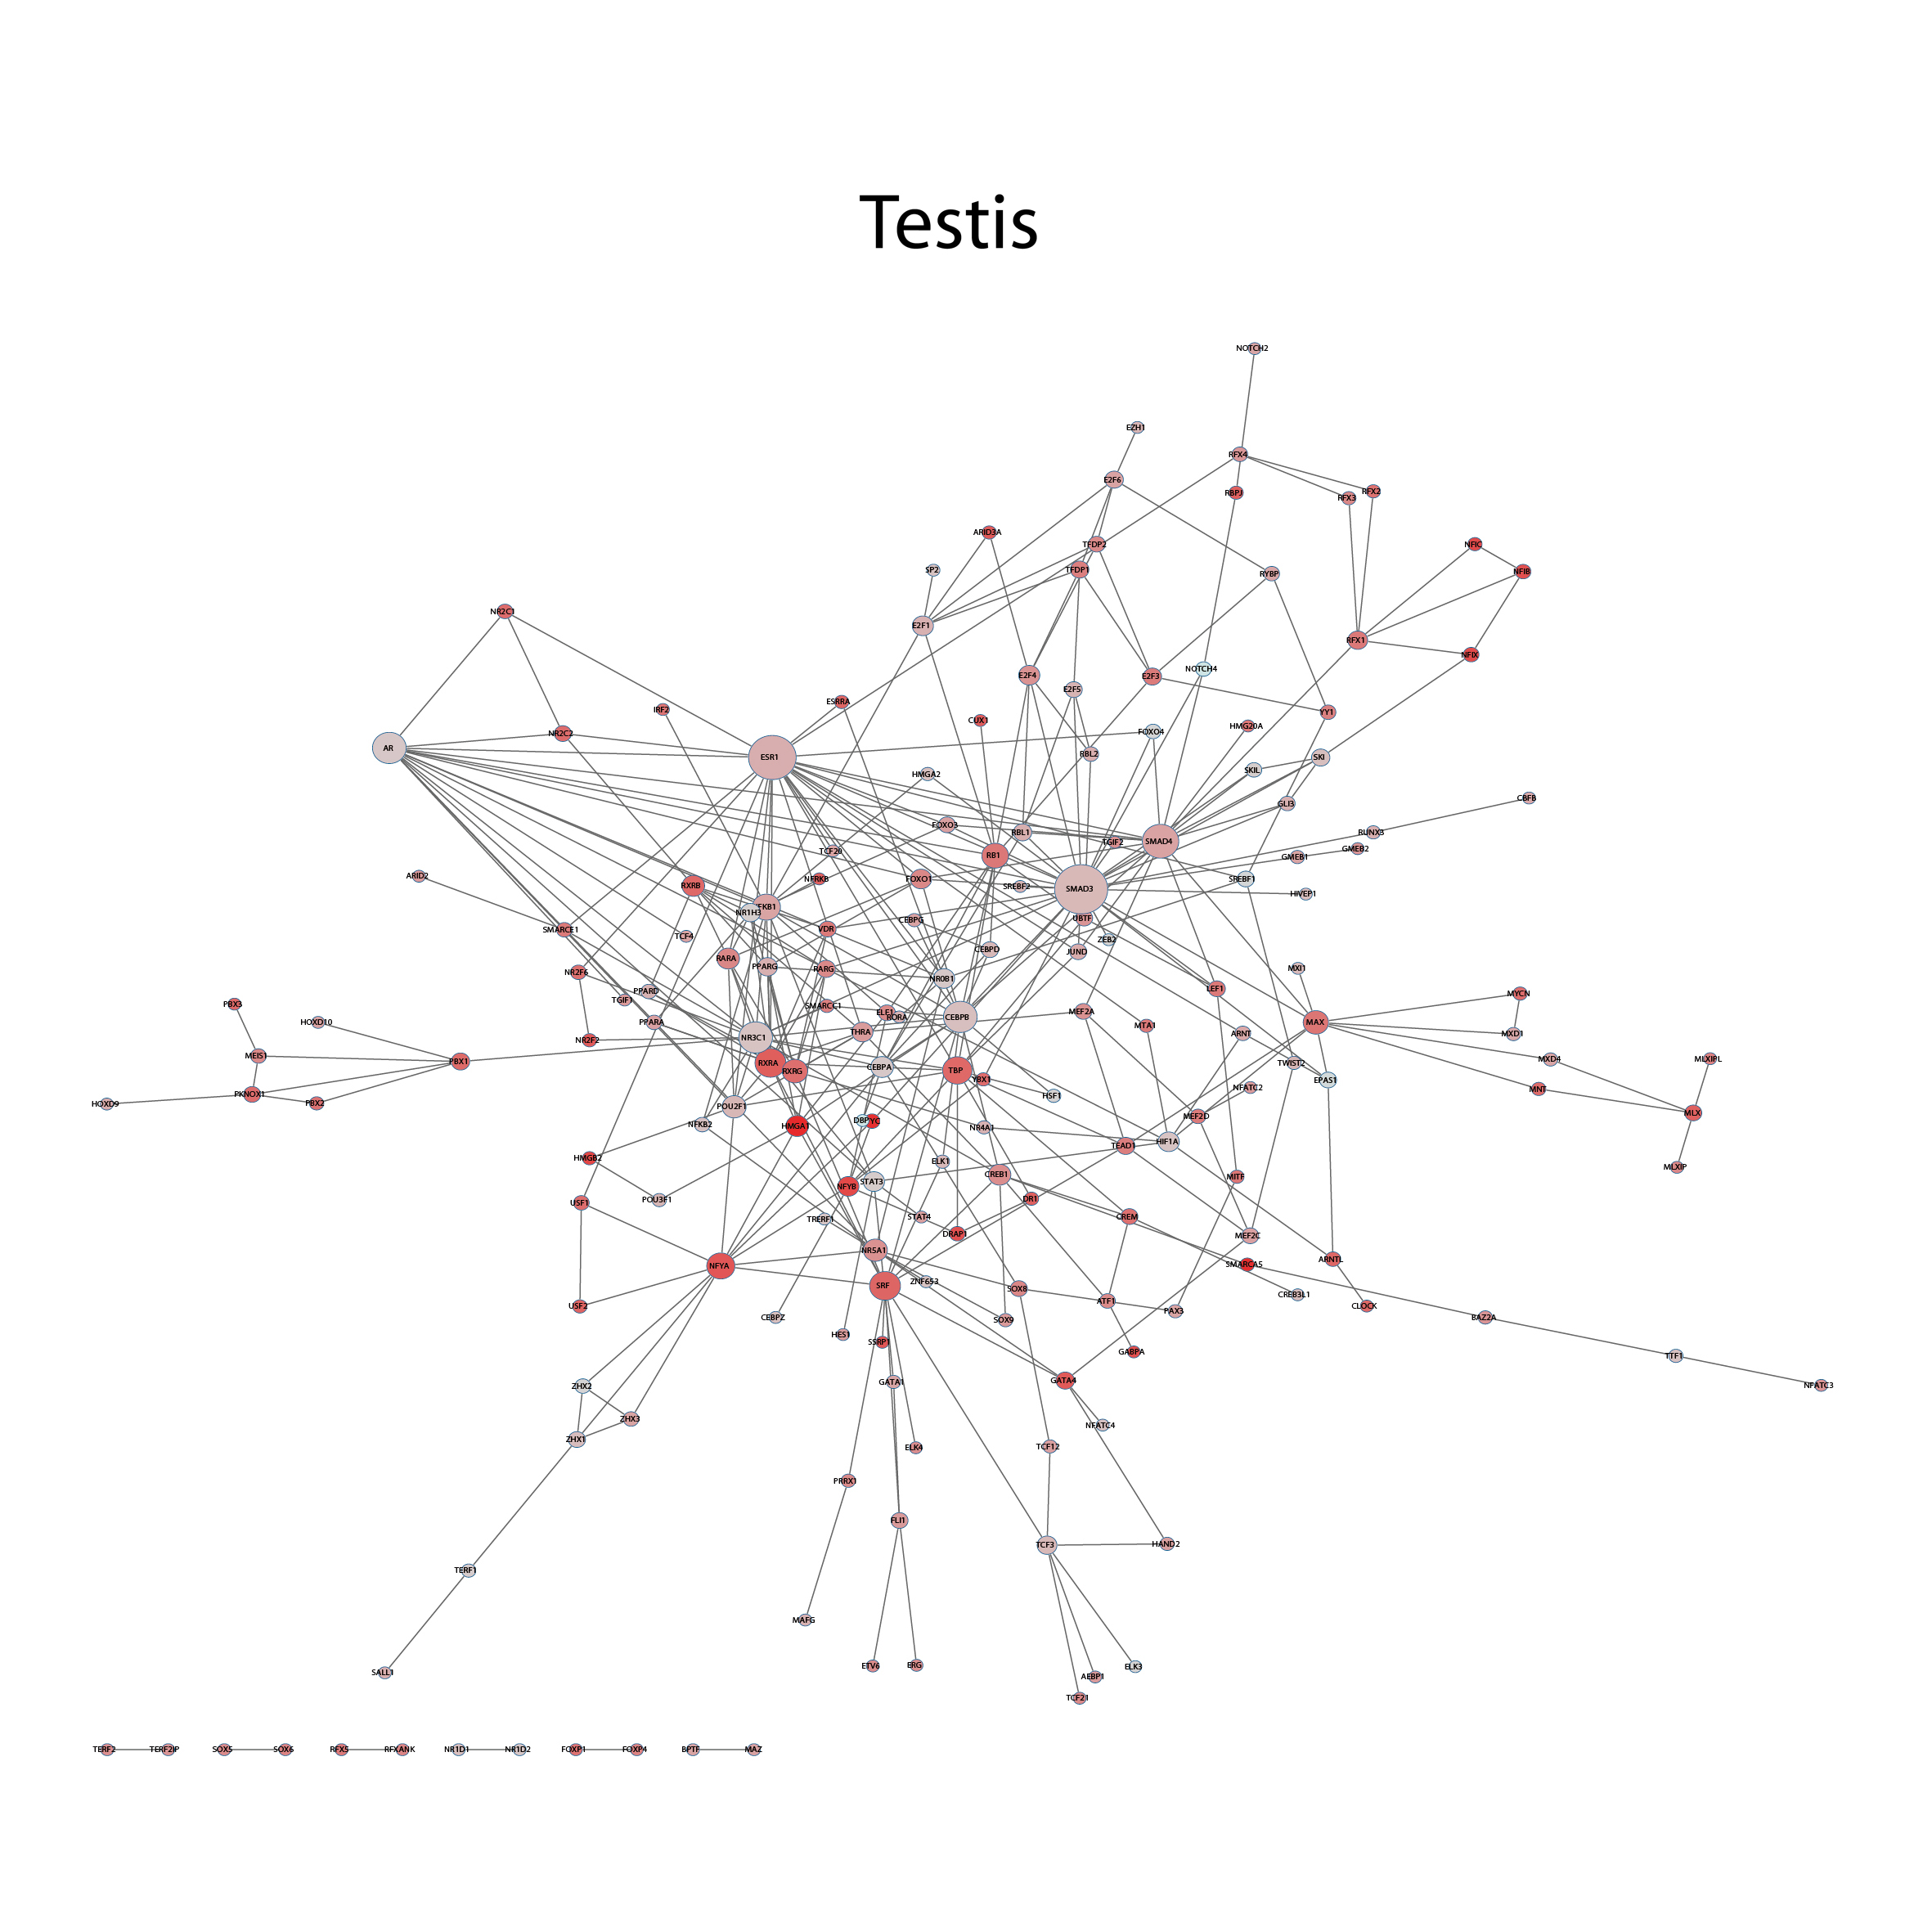 Testis
NOTCH2
EZH1
RFX4
E2F6
RBPJ
RFX3
RFX2
ARID3A
TFDP2
NFIC
TFDP1
SP2
RYBP
NFIB
NR2C1
E2F1
RFX1
NFIX
NOTCH4
E2F4
E2F3
E2F5
ESRRA
IRF2
YY1
CUX1
HMG20A
NR2C2
FOXO4
AR
ESR1
RBL2
SKI
SKIL
HMGA2
CBFB
GLI3
FOXO3
RBL1
RUNX3
SMAD4
TGIF2
TCF20
GMEB2
RB1
GMEB1
ARID2
NFRKB
FOXO1
SREBF1
RXRB
SREBF2
SMAD3
HIVEP1
FKB1
NR1H3
CEBPG
UBTF
SMARCE1
VDR
TCF4
ZEB2
CEBPD
JUND
RARA
PPARG
RARG
MXI1
NR2F6
NR0B1
LEF1
PPARD
MYCN
TGIF1
PBX3
SMARCC1
ELF1
RORA
CEBPB
MEF2A
HOXD10
PPARA
MAX
MTA1
THRA
ARNT
MXD1
NR3C1
NR2F2
MEIS1
PBX1
RXRA
RXRG
CEBPA
TBP
TWIST2
MXD4
MLXIPL
YBX1
EPAS1
NFATC2
MNT
PKNOX1
HSF1
HOXD9
PBX2
POU2F1
MLX
MEF2D
DBP
YC
NFKB2
HMGA1
NR4A1
HIF1A
TEAD1
HMGB2
ELK1
MLXIP
CREB1
MITF
STAT3
NFYB
POU3F1
DR1
USF1
TRERF1
STAT4
CREM
DRAP1
MEF2C
NR5A1
ARNTL
NFYA
SMARCA5
ZNF653
SRF
SOX8
CREB3L1
ATF1
USF2
CLOCK
PAX3
CEBPZ
SOX9
BAZ2A
HES1
SSRP1
GABPA
TTF1
GATA1
GATA4
ZHX2
NFATC3
ZHX3
NFATC4
ZHX1
ELK4
TCF12
PRRX1
FLI1
TCF3
HAND2
TERF1
MAFG
ETV6
ERG
ELK3
SALL1
AEBP1
TCF21
TERF2
TERF2IP
SOX5
SOX6
RFX5
RFXANK
NR1D1
NR1D2
FOXP1
FOXP4
BPTF
MAZ